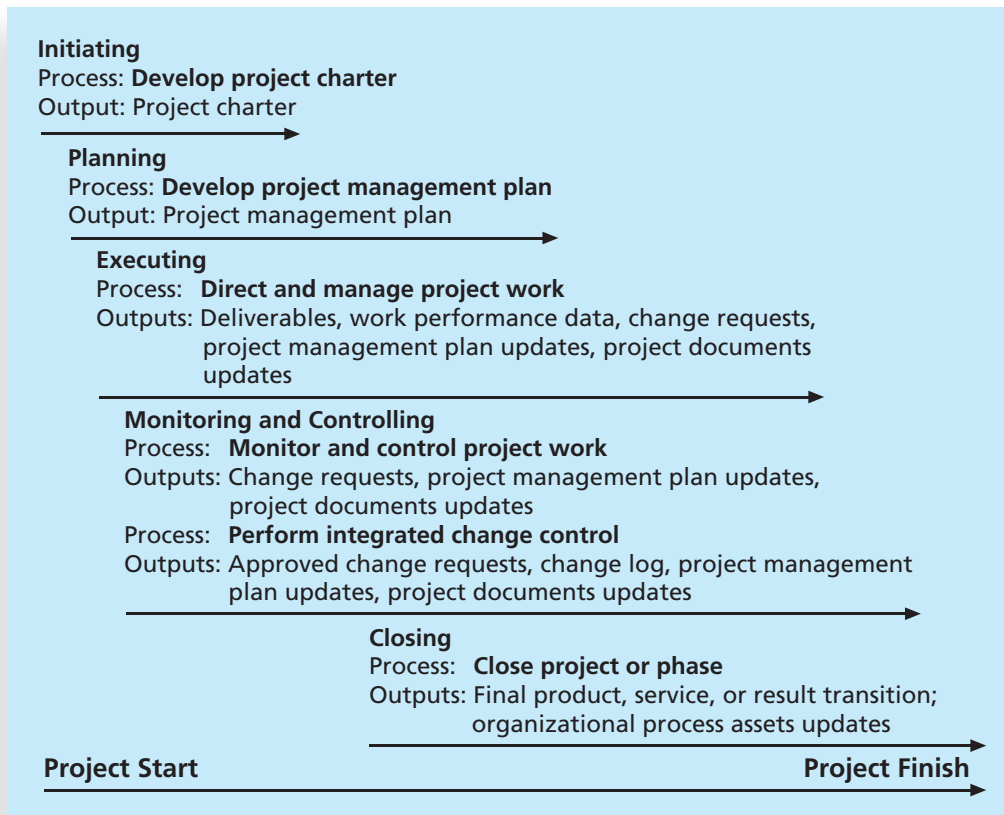 Initiating
Process: Develop project charter
Output: Project charter
Planning
Process: Develop project management plan
Output: Project management plan
Executing
Process: Direct and manage project work
Outputs: Deliverables, work performance data, change requests,
project management plan updates, project documents
updates
Monitoring and Controlling
Process: Monitor and control project work
Outputs: Change requests, project management plan updates,
project documents updates
Process: Perform integrated change control
Outputs: Approved change requests, change log, project management
plan updates, project documents updates
Closing
Process: Close project or phase
Outputs: Final product, service, or result transition;
organizational process assets updates
Project Start Project Finish